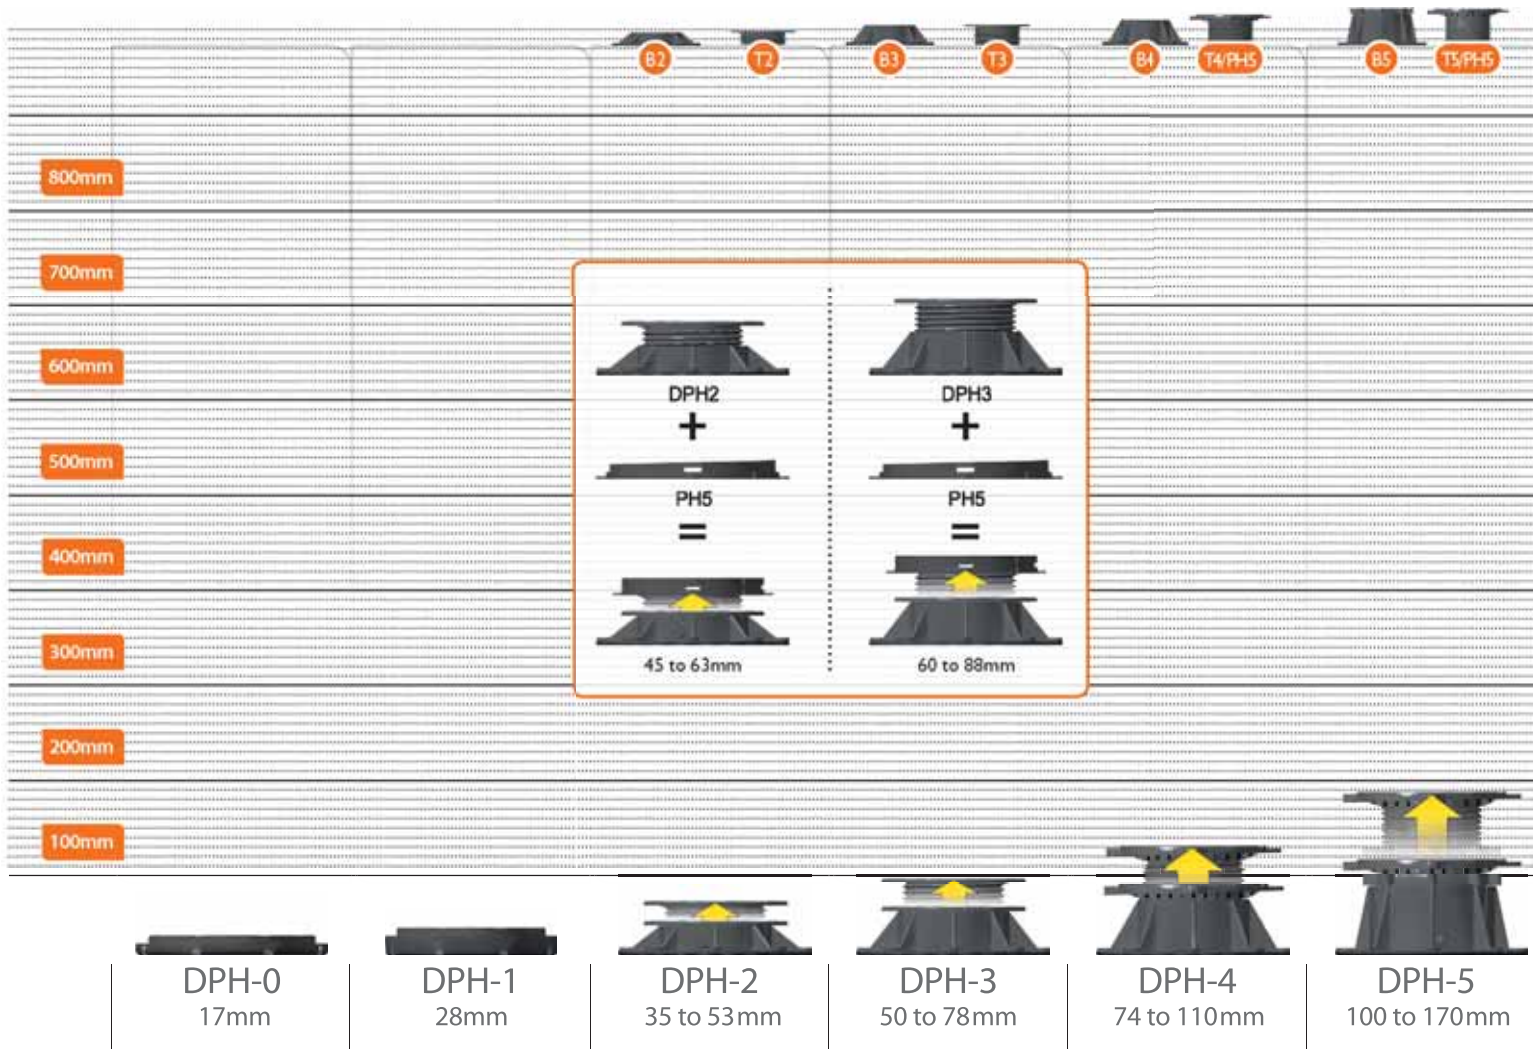 B2
T2
B3
T3
B4
T4/PH5
B5
T5/PH5
800mm
700mm
600mm
500mm
400mm
300mm
200mm
100mm
DPH2
+
PH5
=
45 to 63mm
DPH3
+
PH5
=
60 to 88mm
DPH-0
17mm
DPH-1
28mm
DPH-2
35 to 53mm
DPH-3
50 to 78mm
DPH-4
74 to 110mm
DPH-5
100 to 170mm